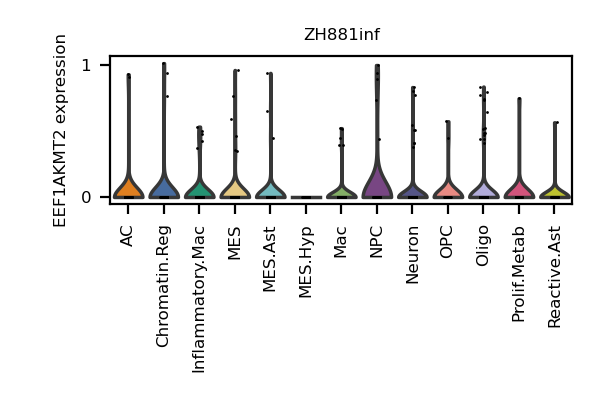 ZH881inf
EEF1AKMT2 expression
1
0
AC
Chromatin.Reg
Inflammatory.Mac
MES
MES.Ast
MES.Hyp
Mac
NPC
Neuron
OPC
Oligo
Prolif.Metab
Reactive.Ast